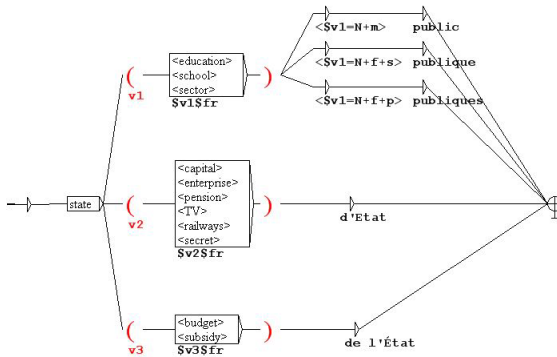 <$v1=N+m> public
<education>
<school>
<sector>
$v1$fr
( )
v1
<$v1=N+f+s> publique
<$v1=N+f+p> publiques
state
<capital>
<enterprise>
<pension>
<TV>
<railways>
<secret>
$v2$fr
( )
v2
d'Etat
<budget>
<subsidy>
$v3$fr
( )
v3
de l'État